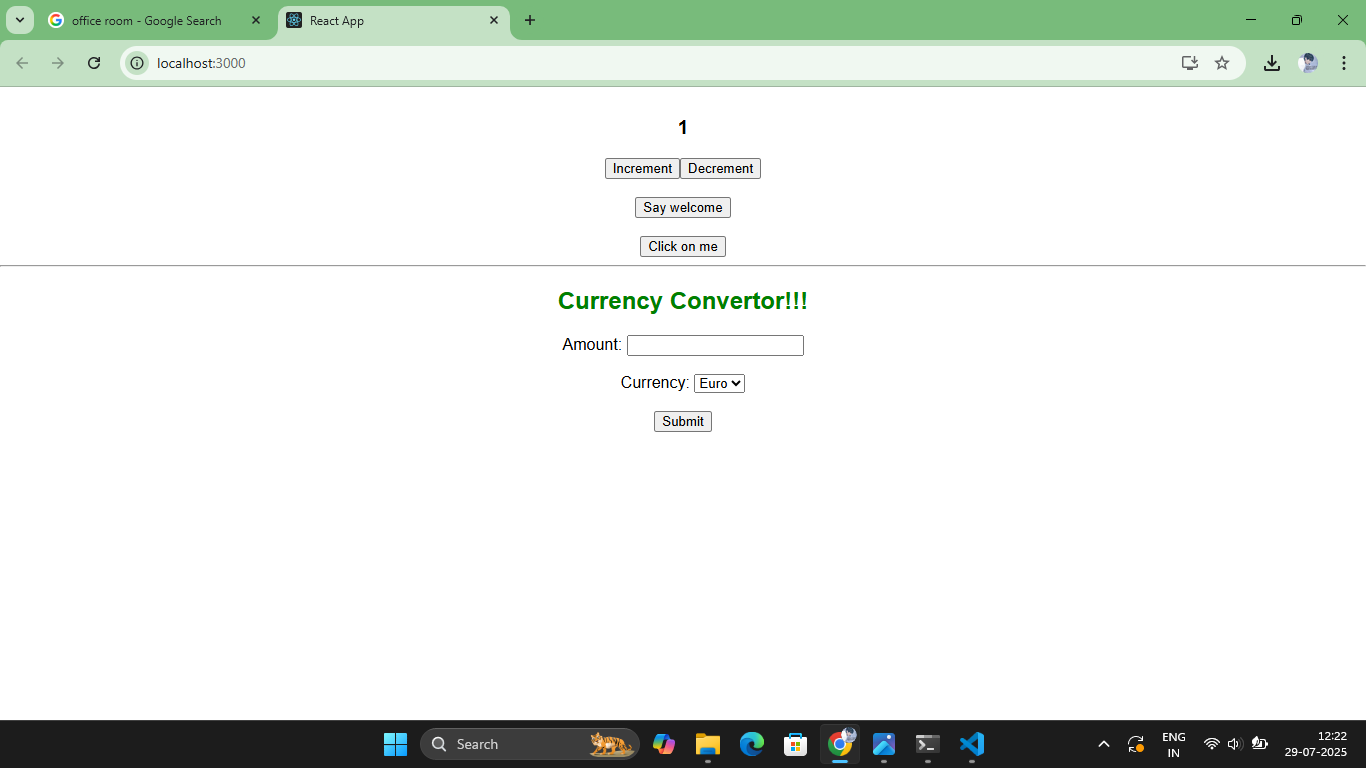 office room - Google Search
React App
localhost:3000
1
Increment Decrement
Say welcome
Click on me
Currency Convertor!!!
Amount:
Currency: Euro
Submit
Search
ENG
IN
12:22
29-07-2025